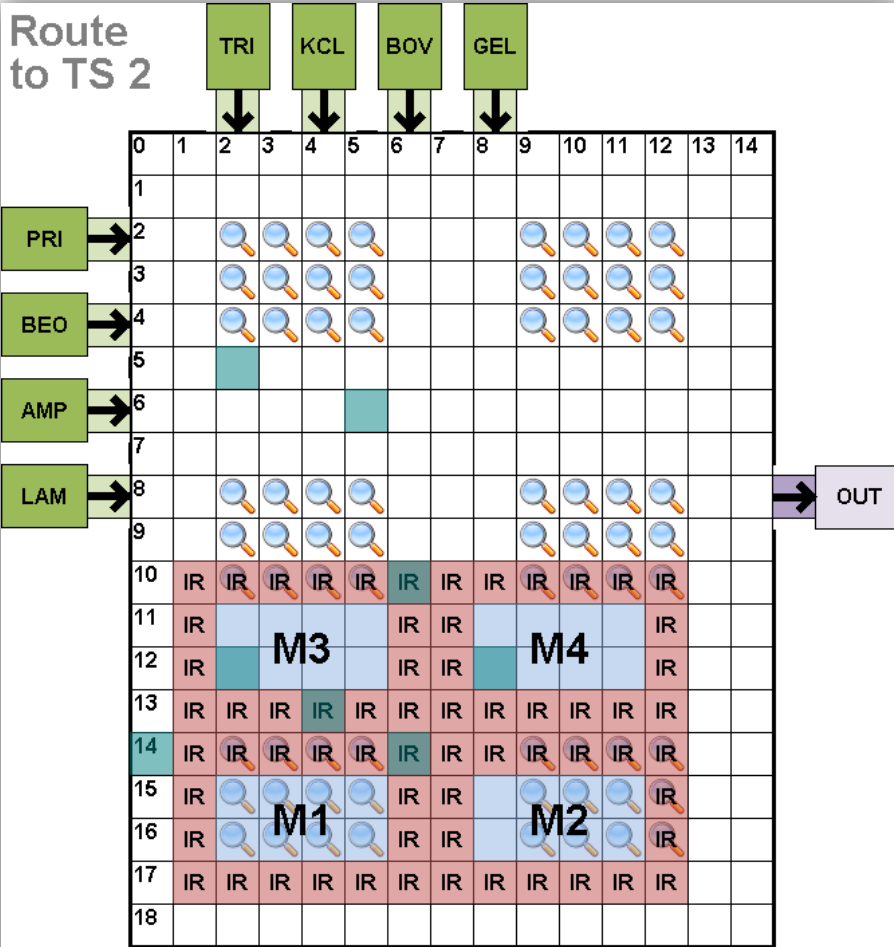 Route
to TS 2
TRI KCL BOV GEL
0 1 2 3 4 5 6 7 8 9 10 11 12 13 14
1
PRI 2
3
BEO 4
5
AMP 6
7
LAM 8 OUT
9
10 IR IR IR IR IR IR IR IR IR IR IR IR
11 IR M3 IR IR M4 IR
12 IR IR IR IR
13 IR IR IR IR IR IR IR IR IR IR IR IR
14 IR IR IR IR IR IR IR IR IR IR IR IR
15 IR M1 IR IR M2 IR
16 IR IR IR IR
17 IR IR IR IR IR IR IR IR IR IR IR IR
18